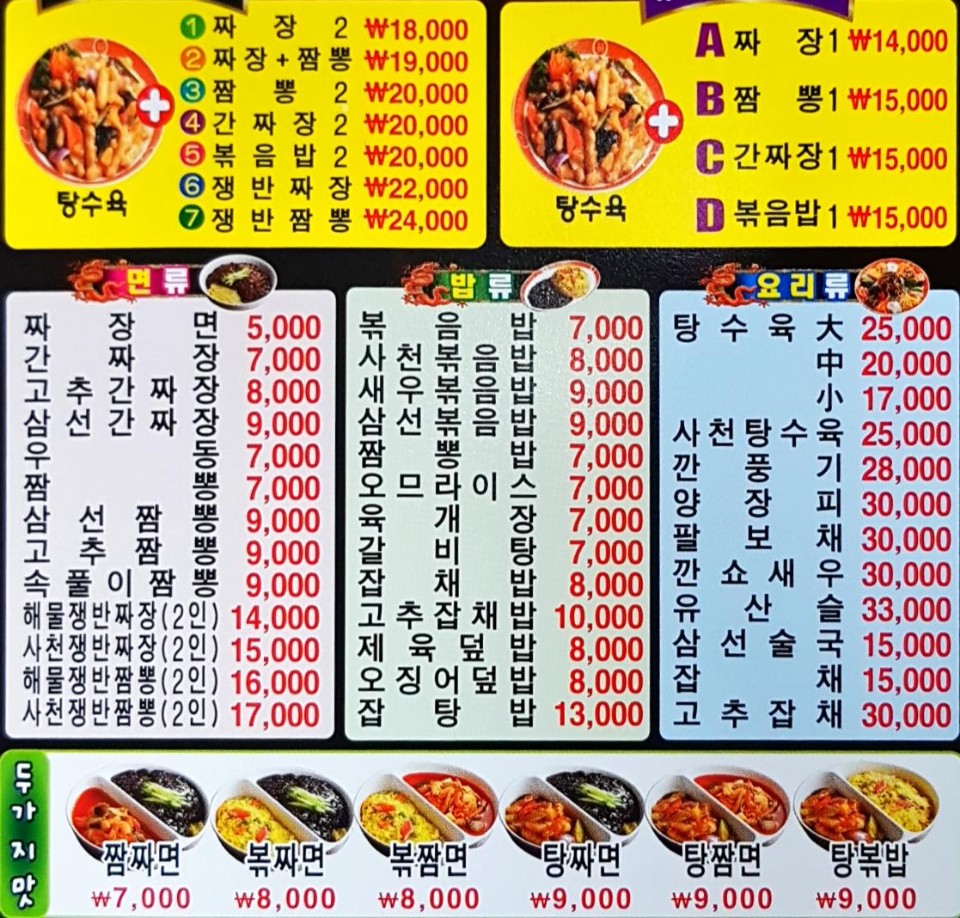 1 짜장 2 ₩18,000
2 짜장+짬뽕 ₩19,000
3 짬뽕 2 ₩20,000
4 간짜장 2 ₩20,000
5 볶음밥 2 ₩20,000
6 쟁반짜장 ₩22,000
7 쟁반짬뽕 ₩24,000
탕수육
A 짜장1 ₩14,000
B 짬뽕1 ₩15,000
C 간짜장1 ₩15,000
D 볶음밥1 ₩15,000
탕수육
면류
짜장면 5,000
간짜장 7,000
고추간짜장 8,000
삼선간짜장 9,000
우동 7,000
짬뽕 7,000
삼선짬뽕 9,000
고추짬뽕 9,000
속풀이짬뽕 9,000
해물쟁반짜장(2인) 14,000
사천쟁반짜장(2인) 15,000
해물쟁반짬뽕(2인) 16,000
사천쟁반짬뽕(2인) 17,000
밥류
볶음밥 7,000
사천볶음밥 8,000
새우볶음밥 9,000
삼선볶음밥 9,000
짬뽕밥 7,000
오므라이스 7,000
육개장 7,000
갈비탕 7,000
잡채밥 8,000
고추잡채밥 10,000
제육덮밥 8,000
오징어덮밥 8,000
잡탕밥 13,000
요리류
탕수육 大 25,000
中 20,000
小 17,000
사천탕수육 25,000
깐풍기 28,000
양장피 30,000
팔보채 30,000
깐쇼새우 30,000
유산슬 33,000
삼선술국 15,000
잡채 15,000
고추잡채 30,000
두가지맛
짬짜면 ₩7,000
볶짜면 ₩8,000
볶짬면 ₩8,000
탕짜면 ₩9,000
탕짬면 ₩9,000
탕볶밥 ₩9,000